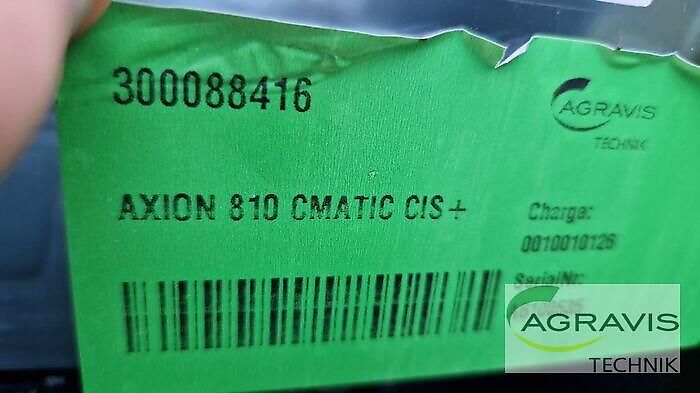 300088416
AGRAVIS
TECHNIK
AXION 810 CMATIC CIS+
Charge:
0010010126
SerialNr:
AGRAVIS
TECHNIK